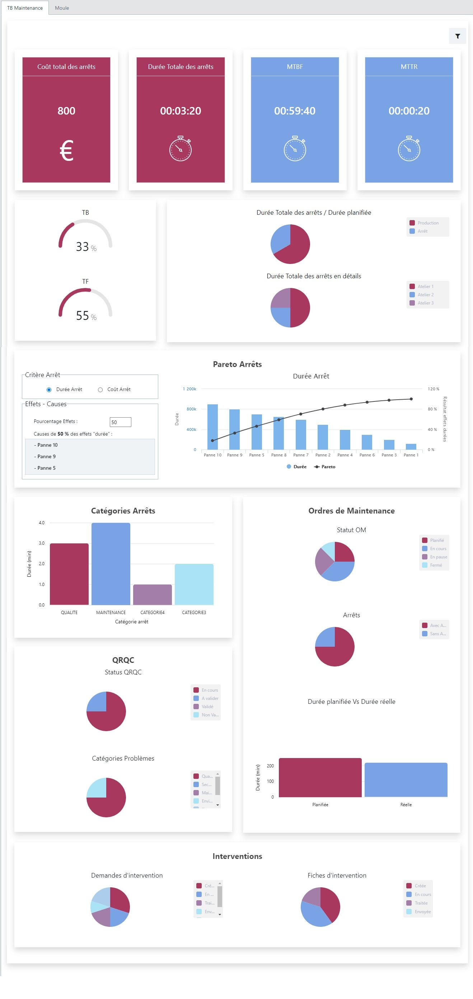 TB Maintenance
Moule
Coût total des arrêts
800
€
Durée Totale des arrêts
00:03:20
MTBF
00:59:40
MTTR
00:00:20
TB
33 %
TF
55 %
Durée Totale des arrêts / Durée planifiée
Production
Arrêt
Durée Totale des arrêts en détails
Atelier 1
Atelier 2
Atelier 3
Pareto Arrêts
Critère Arrêt
Durée Arrêt
Coût Arrêt
Effets - Causes
Pourcentage Effets :
50
Causes de 50 % des effets "durée" :
- Panne 10
- Panne 9
- Panne 5
Durée Arrêt
1 200k
800k
400k
0
Durée
120 %
80 %
40 %
0 %
Résultat effets durées
Panne 10
Panne 9
Panne 5
Panne 8
Panne 7
Panne 2
Panne 4
Panne 6
Panne 3
Panne 1
Durée
Pareto
Catégories Arrêts
4.0
3.0
2.0
1.0
0.0
Durée (min)
QUALITE
MAINTENANCE
CATEGORIE4
CATEGORIE3
Catégorie arrêt
Ordres de Maintenance
Statut OM
Planifié
En cours
En pause
Fermé
Arrêts
Avec A...
Sans A...
Durée planifiée Vs Durée réelle
200
100
0
Durée (min)
Planifiée
Réelle
QRQC
Status QRQC
En cours
A valider
Validé
Non Va...
Catégories Problèmes
Qua...
Sec...
Mai...
Envi...
Interventions
Demandes d'intervention
Cré...
En ...
Trai...
Env...
Fiches d'intervention
Créée
En cours
Traitée
Envoyée